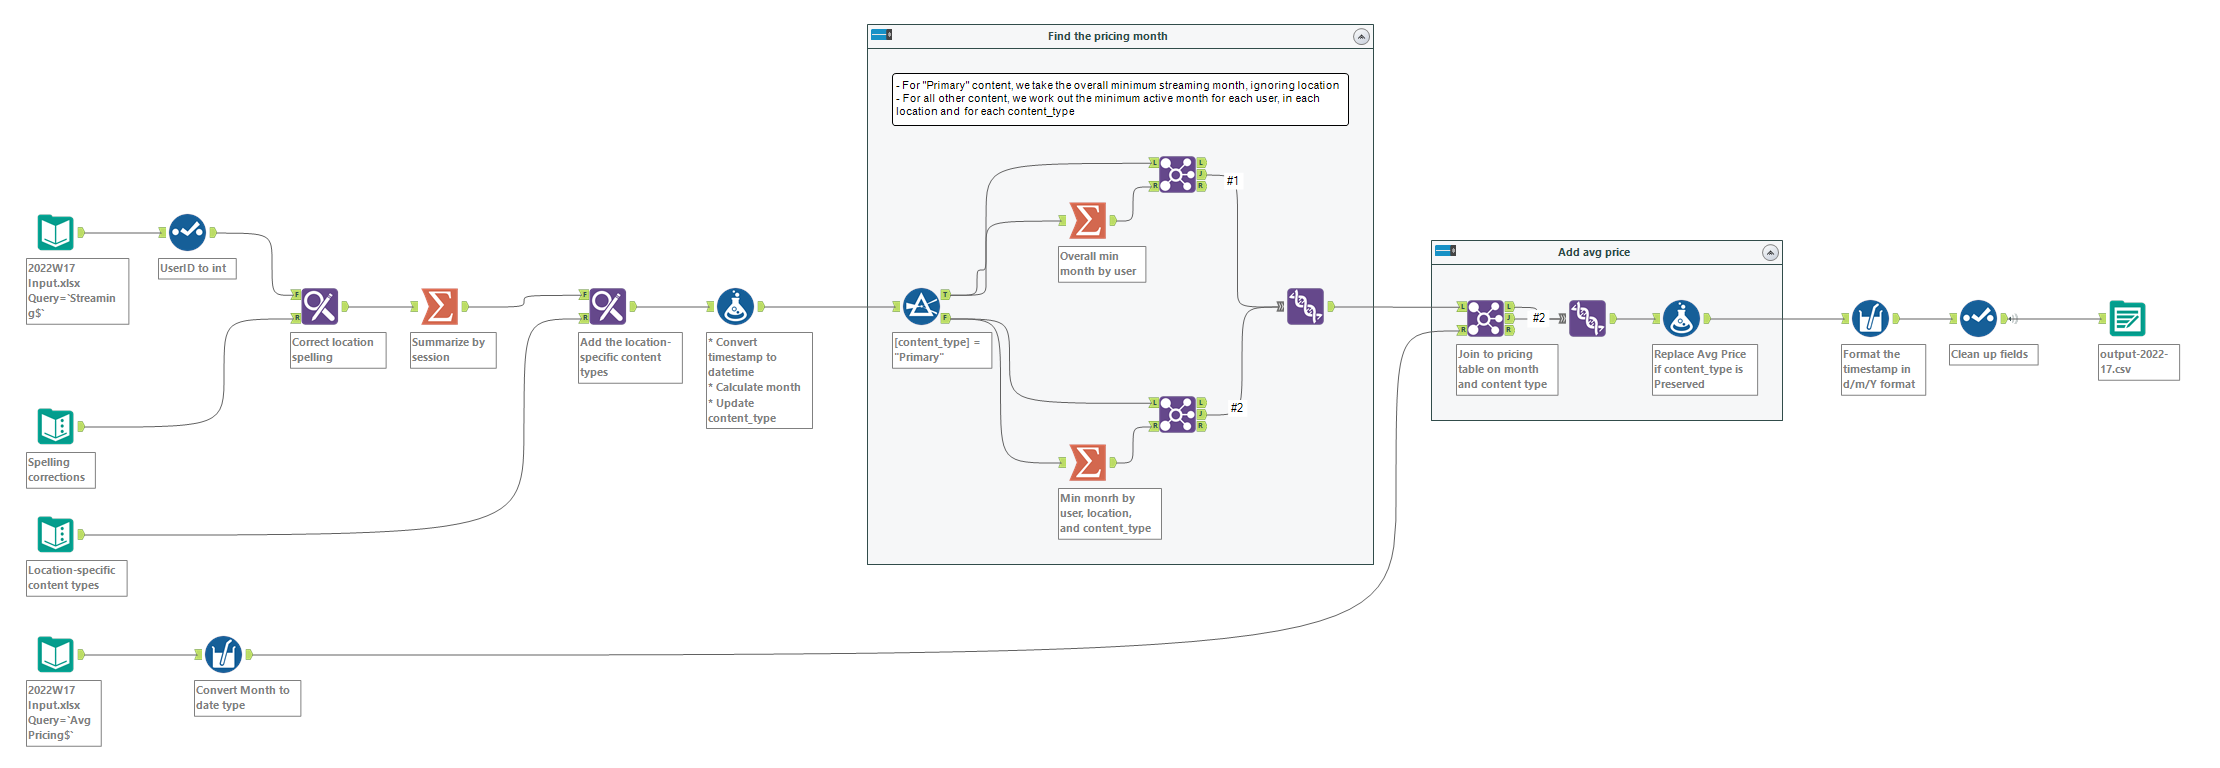 Find the pricing month
- For "Primary" content, we take the overall minimum streaming month, ignoring location
- For all other content, we work out the minimum active month for each user, in each
location and for each content_type
2022W17
Input.xlsx
Query=`Streamin
g$`
UserID to int
F
R
Correct location
spelling
Summarize by
session
Spelling
corrections
Location-specific
content types
F
R
Add the location-
specific content
types
* Convert
timestamp to
datetime
* Calculate month
* Update
content_type
T
F
[content_type] =
"Primary"
L
R
L
J
R
#1
Overall min
month by user
L
R
L
J
R
#2
Min monrh by
user, location,
and content_type
2022W17
Input.xlsx
Query=`Avg
Pricing$`
Convert Month to
date type
Add avg price
L
R
L
J
R
#2
Join to pricing
table on month
and content type
Replace Avg Price
if content_type is
Preserved
Format the
timestamp in
d/m/Y format
Clean up fields
output-2022-
17.csv